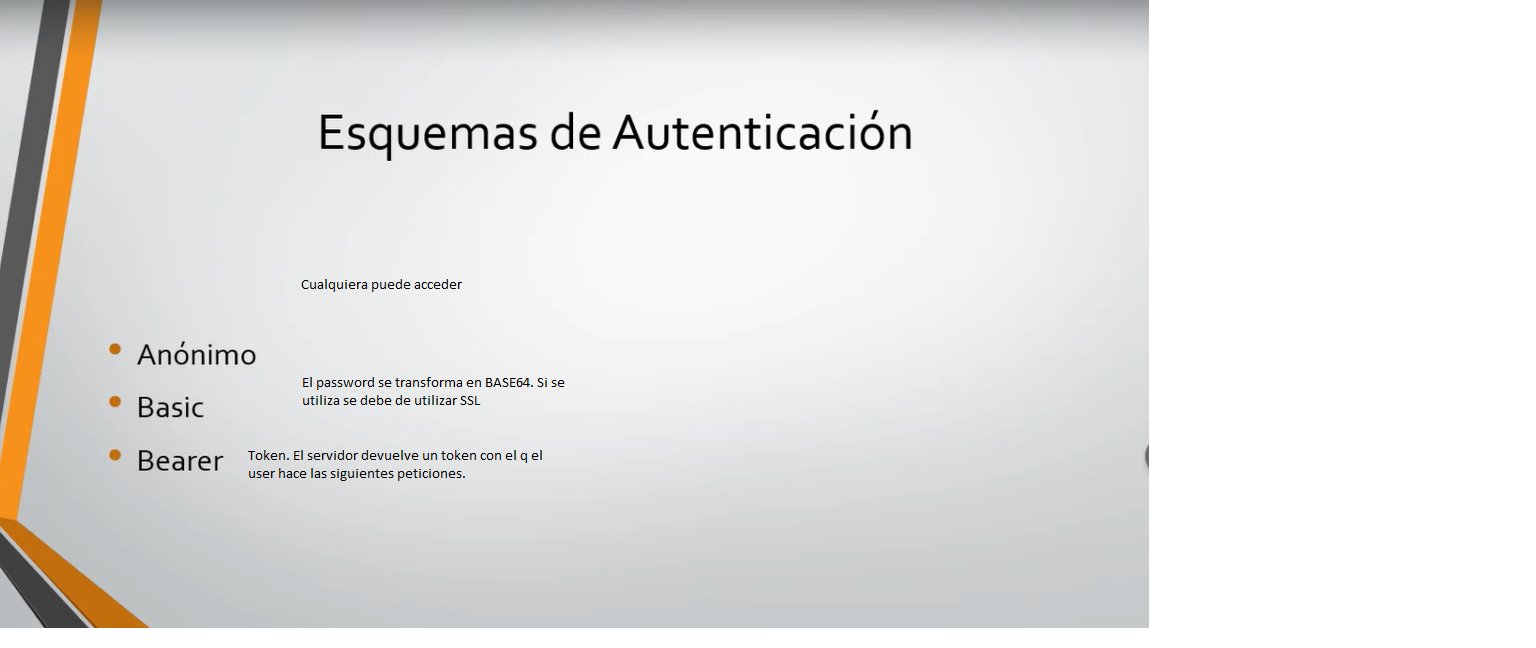 Esquemas de Autenticación
Cualquiera puede acceder
Anónimo
El password se transforma en BASE64. Si se
utiliza se debe de utilizar SSL
Basic
Bearer
Token. El servidor devuelve un token con el q el
user hace las siguientes peticiones.